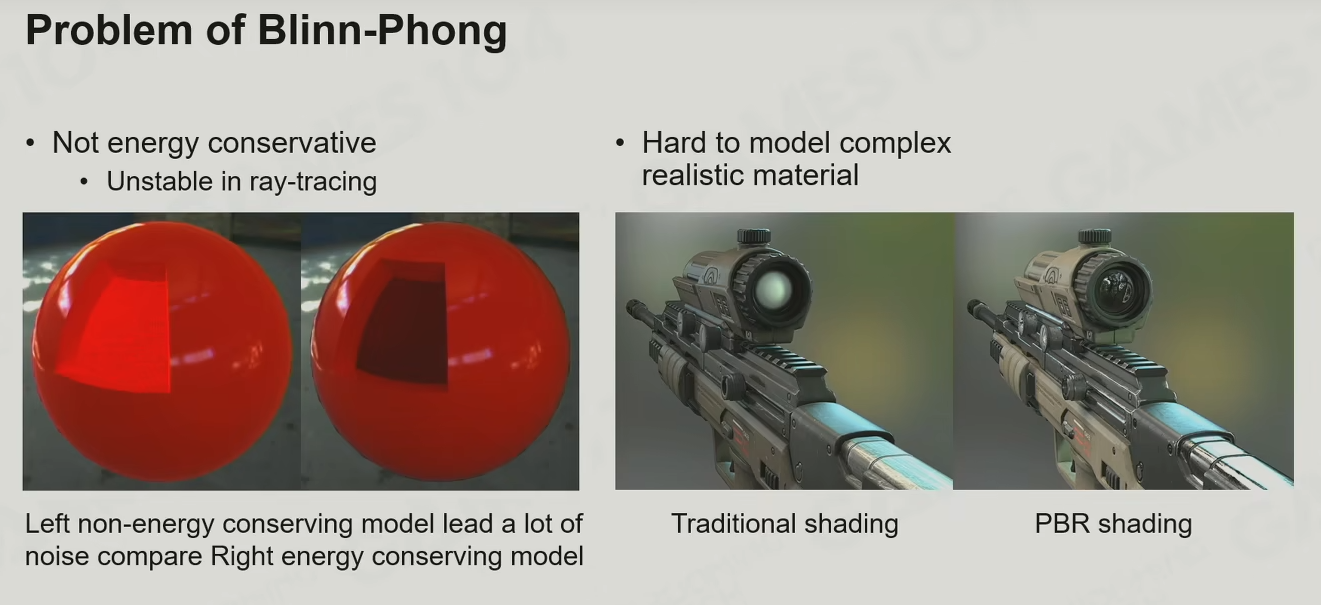 Problem of Blinn-Phong
• Not energy conservative
• Unstable in ray-tracing
Left non-energy conserving model lead a lot of
noise compare Right energy conserving model
• Hard to model complex
realistic material
Traditional shading
PBR shading